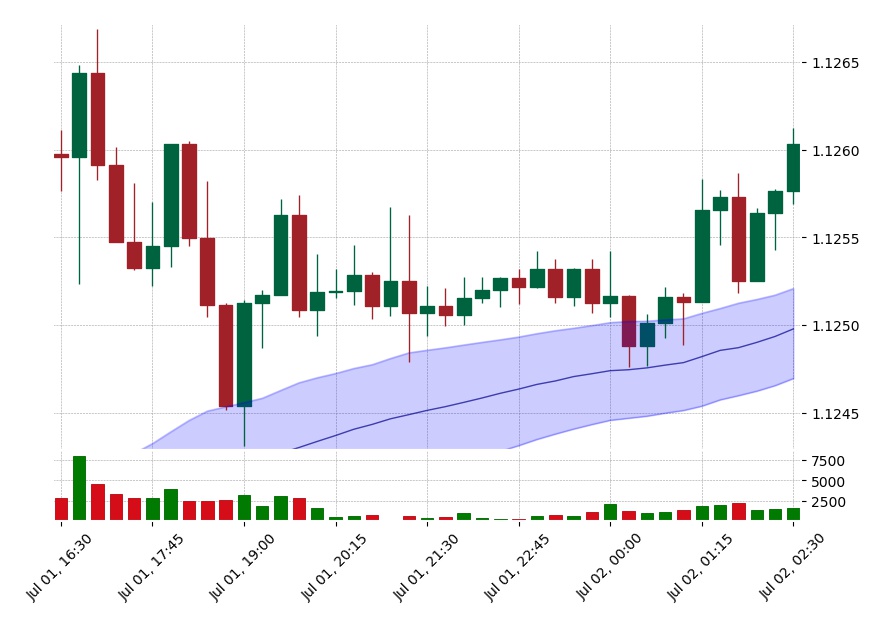 1.1265
1.1260
1.1255
1.1250
1.1245
7500
5000
2500
Jul 01, 16:30
Jul 01, 17:45
Jul 01, 19:00
Jul 01, 20:15
Jul 01, 21:30
Jul 01, 22:45
Jul 02, 00:00
Jul 02, 01:15
Jul 02, 02:30